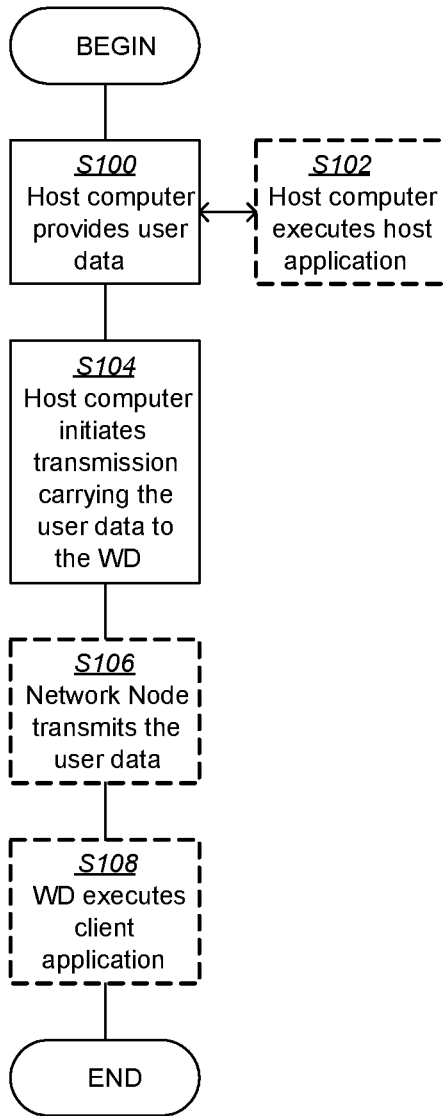 BEGIN
S100
Host computer
provides user
data
S102
Host computer
executes host
application
S104
Host computer
initiates
transmission
carrying the
user data to
the WD
S106
Network Node
transmits the
user data
S108
WD executes
client
application
END